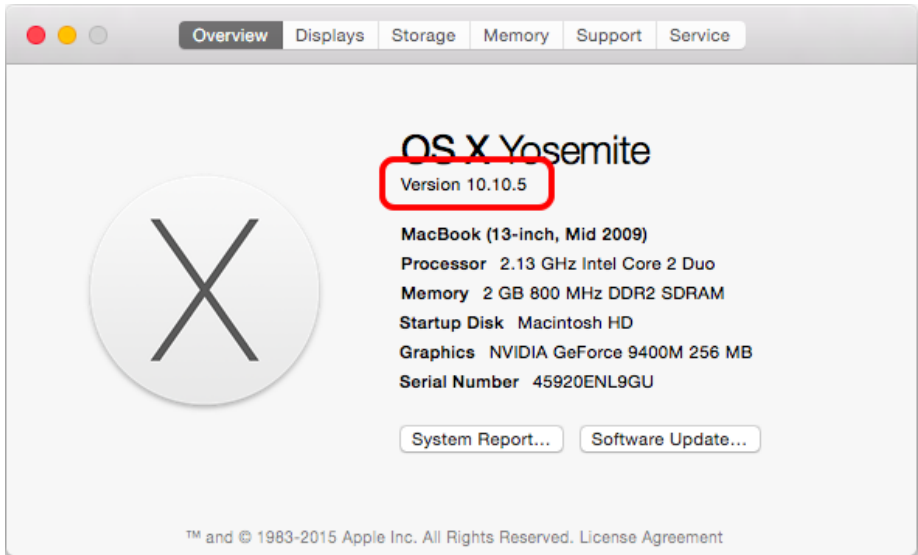 Overview Displays Storage Memory Support Service
OS X Yosemite
Version 10.10.5
MacBook (13-inch, Mid 2009)
Processor 2.13 GHz Intel Core 2 Duo
Memory 2 GB 800 MHz DDR2 SDRAM
Startup Disk Macintosh HD
Graphics NVIDIA GeForce 9400M 256 MB
Serial Number 45920ENL9GU
System Report... Software Update...
™ and © 1983-2015 Apple Inc. All Rights Reserved. License Agreement